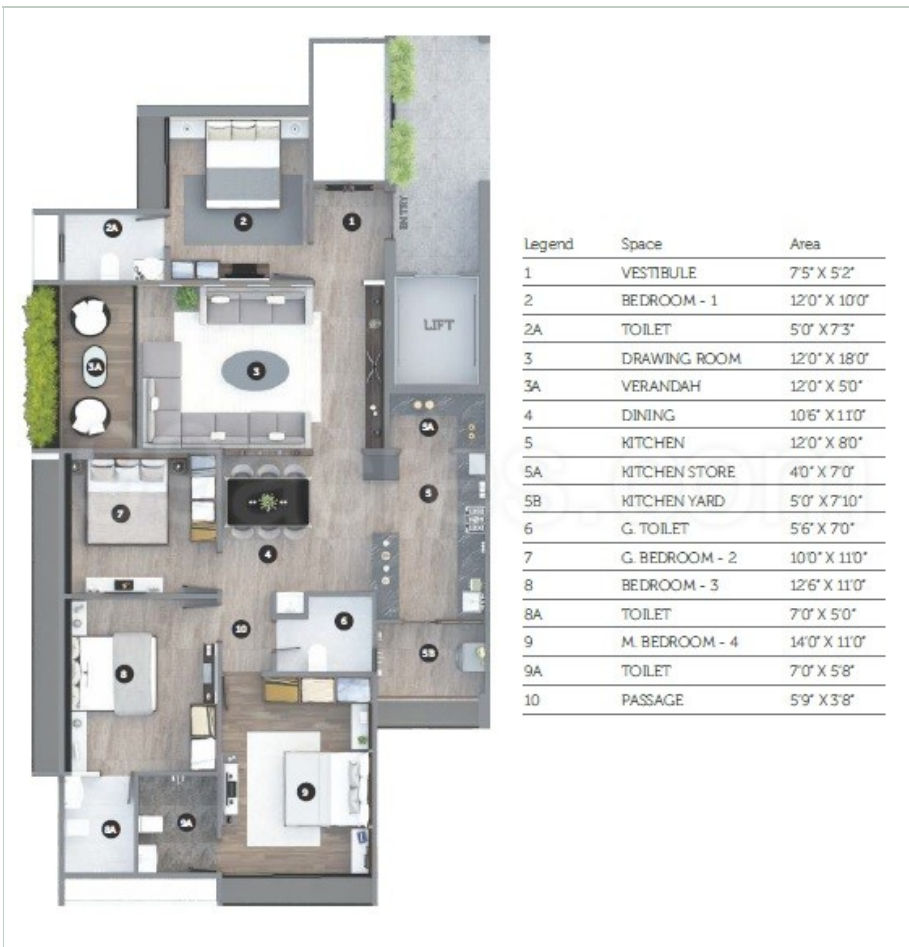 2
1
2A
ENTRY
LIFT
3
3A
5A
5
7
4
10
6
5B
8
9
8A
9A
Legend Space Area
1 VESTIBULE 7'5" X 5'2"
2 BEDROOM - 1 12'0" X 10'0"
2A TOILET 5'0" X 7'3"
3 DRAWING ROOM 12'0" X 18'0"
3A VERANDAH 12'0" X 5'0"
4 DINING 10'6" X 11'0"
5 KITCHEN 12'0" X 8'0"
5A KITCHEN STORE 4'0" X 7'0"
5B KITCHEN YARD 5'0" X 7'10"
6 G. TOILET 5'6" X 7'0"
7 G. BEDROOM - 2 10'0" X 11'0"
8 BEDROOM - 3 12'6" X 11'0"
8A TOILET 7'0" X 5'0"
9 M. BEDROOM - 4 14'0" X 11'0"
9A TOILET 7'0" X 5'8"
10 PASSAGE 5'9" X 3'8"